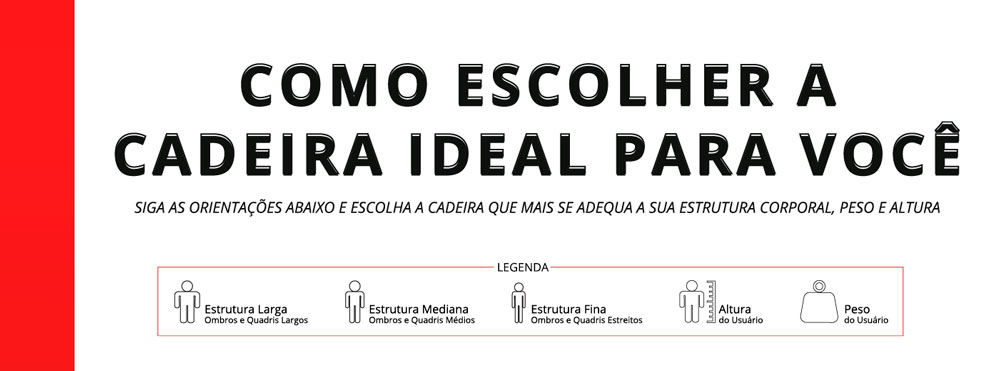 COMO ESCOLHER A
CADEIRA IDEAL PARA VOCÊ
SIGA AS ORIENTAÇÕES ABAIXO E ESCOLHA A CADEIRA QUE MAIS SE ADEQUA A SUA ESTRUTURA CORPORAL, PESO E ALTURA
LEGENDA
Estrutura Larga
Ombros e Quadris Largos
Estrutura Mediana
Ombros e Quadris Médios
Estrutura Fina
Ombros e Quadris Estreitos
Altura
do Usuário
Peso
do Usuário